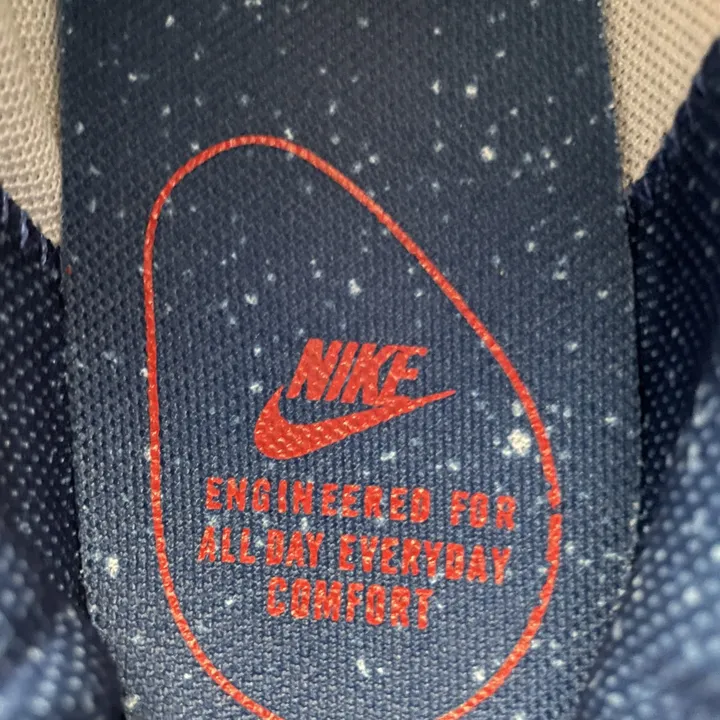 NIKE
ENGINEERED FOR
ALL DAY EVERYDAY
COMFORT